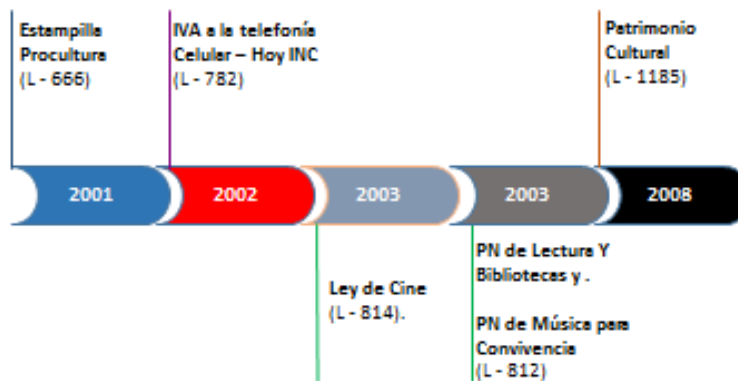 Estampilla
Procultura
(L - 666)
IVA a la telefonía
Celular – Hoy INC
(L - 782)
Patrimonio
Cultural
(L - 1185)
2001
2002
2003
2003
2008
Ley de Cine
(L - 814).
PN de Lectura Y
Bibliotecas y .
PN de Música para
Convivencia
(L - 812)